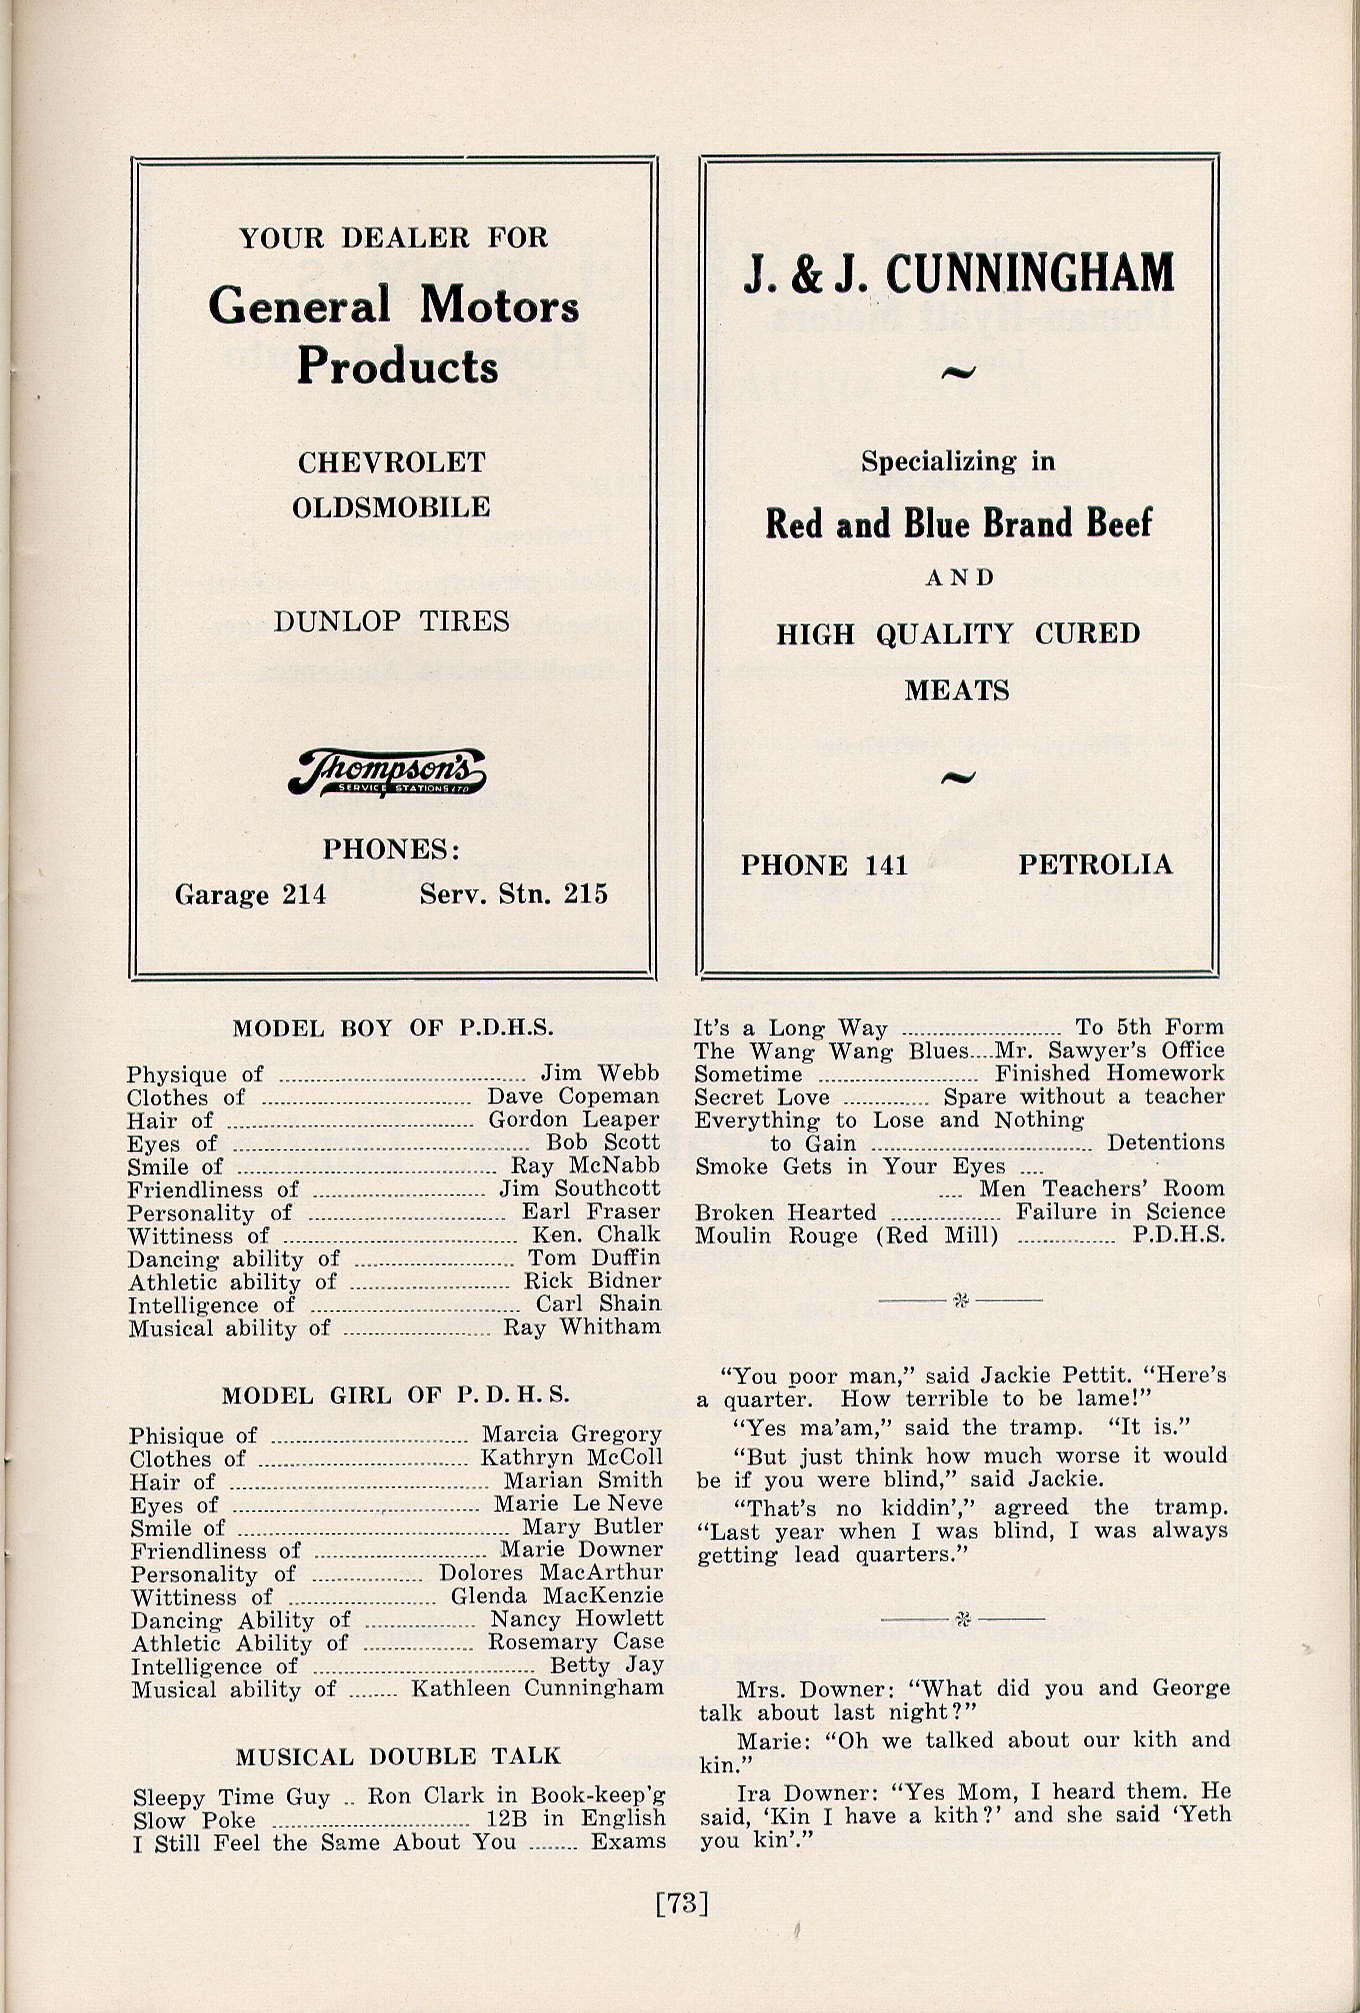 YOUR DEALER FOR
General Motors
Products
CHEVROLET
OLDSMOBILE
DUNLOP TIRES
Thompson's
SERVICE STATIONS LTD
PHONES:
Garage 214 Serv. Stn. 215
J. & J. CUNNINGHAM
~
Specializing in
Red and Blue Brand Beef
AND
HIGH QUALITY CURED
MEATS
~
PHONE 141 PETROLIA
MODEL BOY OF P.D.H.S.
Physique of ........ Jim Webb
Clothes of ........ Dave Copeman
Hair of ........ Gordon Leaper
Eyes of ........ Bob Scott
Smile of ........ Ray McNabb
Friendliness of ........ Jim Southcott
Personality of ........ Earl Fraser
Wittiness of ........ Ken. Chalk
Dancing ability of ........ Tom Duffin
Athletic ability of ........ Rick Bidner
Intelligence of ........ Carl Shain
Musical ability of ........ Ray Whitham
MODEL GIRL OF P. D. H. S.
Phisique of ........ Marcia Gregory
Clothes of ........ Kathryn McColl
Hair of ........ Marian Smith
Eyes of ........ Marie Le Neve
Smile of ........ Mary Butler
Friendliness of ........ Marie Downer
Personality of ........ Dolores MacArthur
Wittiness of ........ Glenda MacKenzie
Dancing Ability of ........ Nancy Howlett
Athletic Ability of ........ Rosemary Case
Intelligence of ........ Betty Jay
Musical ability of ........ Kathleen Cunningham
MUSICAL DOUBLE TALK
Sleepy Time Guy .. Ron Clark in Book-keep'g
Slow Poke ........ 12B in English
I Still Feel the Same About You ........ Exams
It's a Long Way ........ To 5th Form
The Wang Wang Blues....Mr. Sawyer's Office
Sometime ........ Finished Homework
Secret Love ........ Spare without a teacher
Everything to Lose and Nothing
to Gain ........ Detentions
Smoke Gets in Your Eyes ....
.... Men Teachers' Room
Broken Hearted ........ Failure in Science
Moulin Rouge (Red Mill) ........ P.D.H.S.
"You poor man," said Jackie Pettit. "Here's
a quarter. How terrible to be lame!"
"Yes ma'am," said the tramp. "It is."
"But just think how much worse it would
be if you were blind," said Jackie.
"That's no kiddin'," agreed the tramp.
"Last year when I was blind, I was always
getting lead quarters."
Mrs. Downer: "What did you and George
talk about last night?"
Marie: "Oh we talked about our kith and
kin."
Ira Downer: "Yes Mom, I heard them. He
said, 'Kin I have a kith?' and she said 'Yeth
you kin'."
[73]